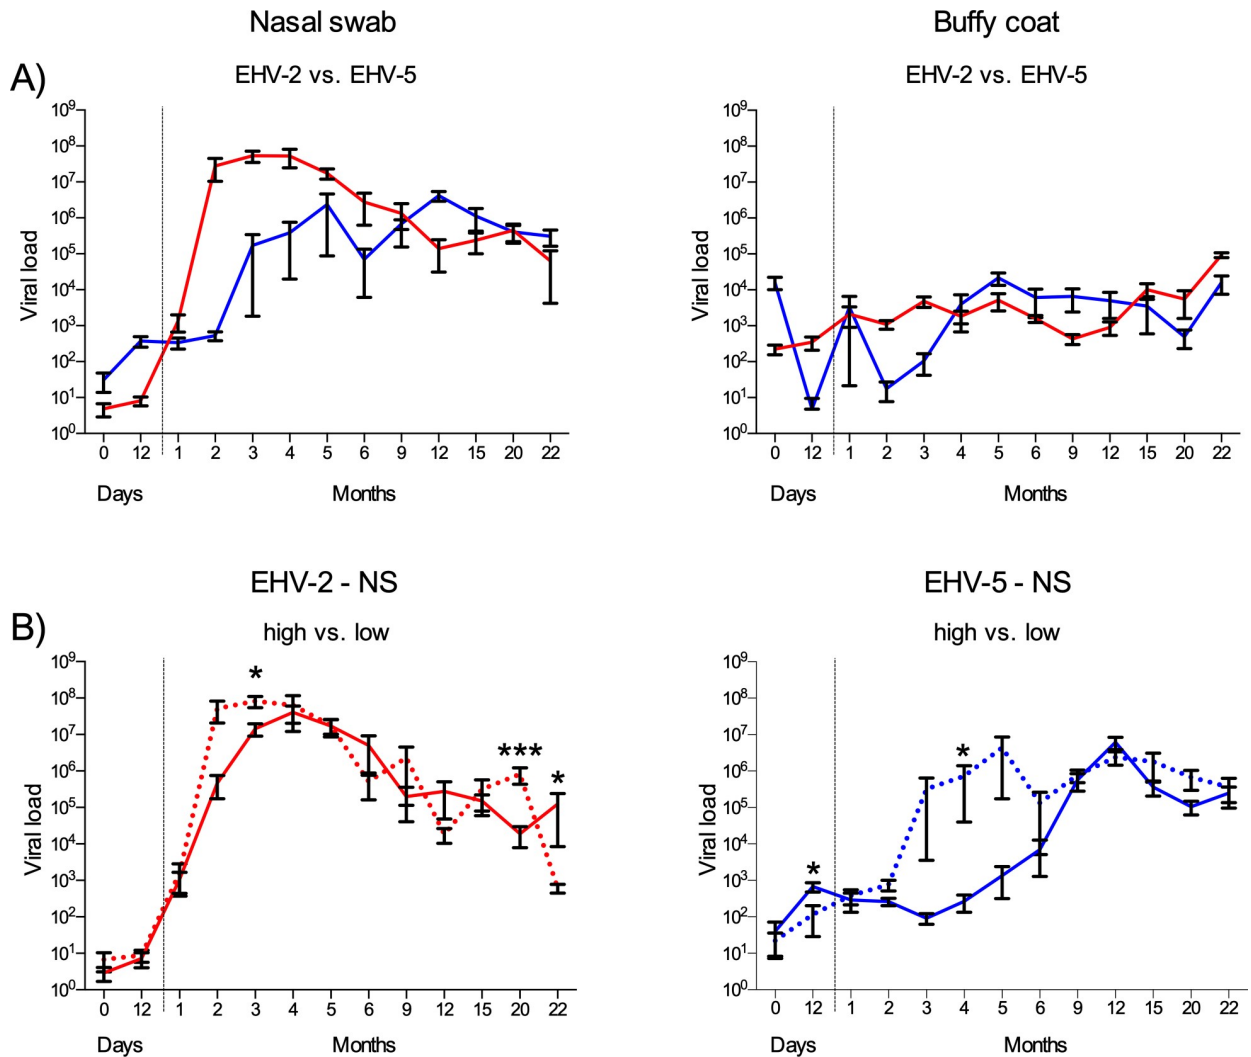 Nasal swab
Buffy coat
A)
EHV-2 vs. EHV-5
EHV-2 vs. EHV-5
Viral load
10⁹
10⁸
10⁷
10⁶
10⁵
10⁴
10³
10²
10¹
10⁰
0 12 1 2 3 4 5 6 9 12 15 20 22
Days Months
Viral load
10⁹
10⁸
10⁷
10⁶
10⁵
10⁴
10³
10²
10¹
10⁰
0 12 1 2 3 4 5 6 9 12 15 20 22
Days Months
B)
EHV-2 - NS
high vs. low
Viral load
10⁹
10⁸
10⁷
10⁶
10⁵
10⁴
10³
10²
10¹
10⁰
*
***
*
0 12 1 2 3 4 5 6 9 12 15 20 22
Days Months
EHV-5 - NS
high vs. low
Viral load
10⁹
10⁸
10⁷
10⁶
10⁵
10⁴
10³
10²
10¹
10⁰
*
*
0 12 1 2 3 4 5 6 9 12 15 20 22
Days Months